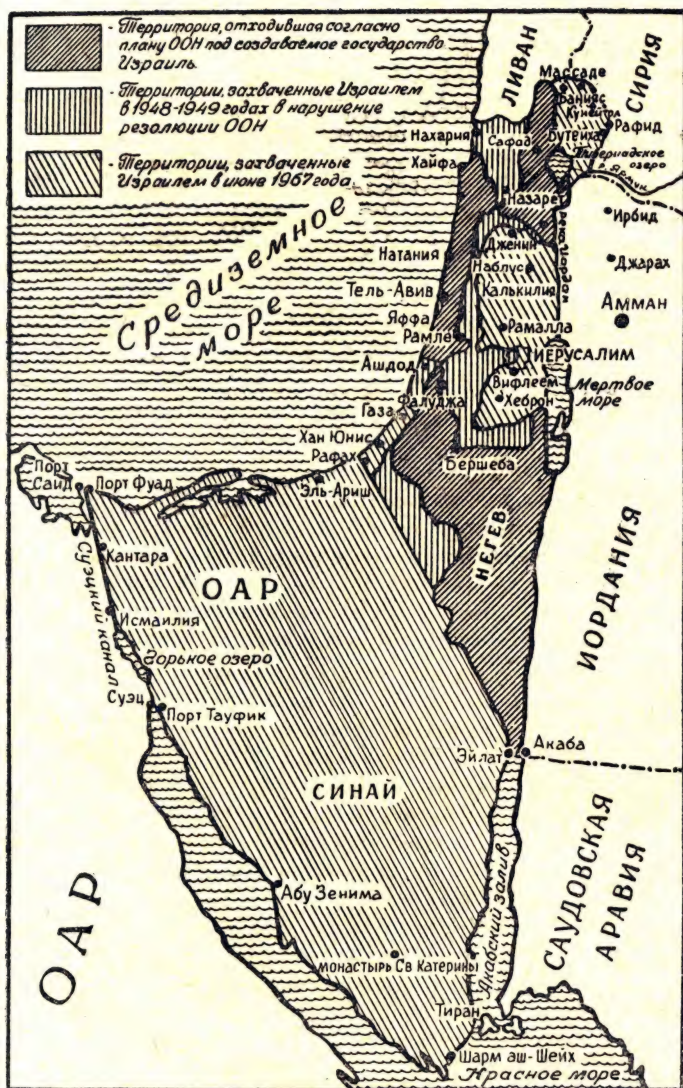 - Территория, отходившая согласно
плану ООН под создаваемое государство
Израиль.
- Территории, захваченные Израилем
в 1948-1949 годах в нарушение
резолюции ООН
- Территории, захваченные
Израилем в июне 1967 года.
ЛИВАН
СИРИЯ
Массаде
Банияс
Кунейтра
Рафид
Бутейха
Тивериадское
озеро
Ярмук
Нахария
Сафад
Хайфа
Назарет
река Иордан
Ирбид
Средиземное
море
Дженин
Натания
Наблус
Джарах
Тель-Авив
Калькилия
АММАН
Яффа
Рамалла
Рамле
ИЕРУСАЛИМ
Ашдод
Вифлеем
Мертвое
море
Фалуджа
Хеброн
Газа
Хан Юнис
Рафах
Бершеба
Порт
Саид
Порт Фуад
Эль-Ариш
НЕГЕВ
ИОРДАНИЯ
Кантара
ОАР
Суэцкий канал
Исмаилия
Горькое озеро
Суэц
Порт Тауфик
Эйлат
Акаба
СИНАЙ
САУДОВСКАЯ
АРАВИЯ
Абу Зенима
ОАР
Акабский залив
монастырь Св Катерины
Тиран
Шарм аш-Шейх
Красное море